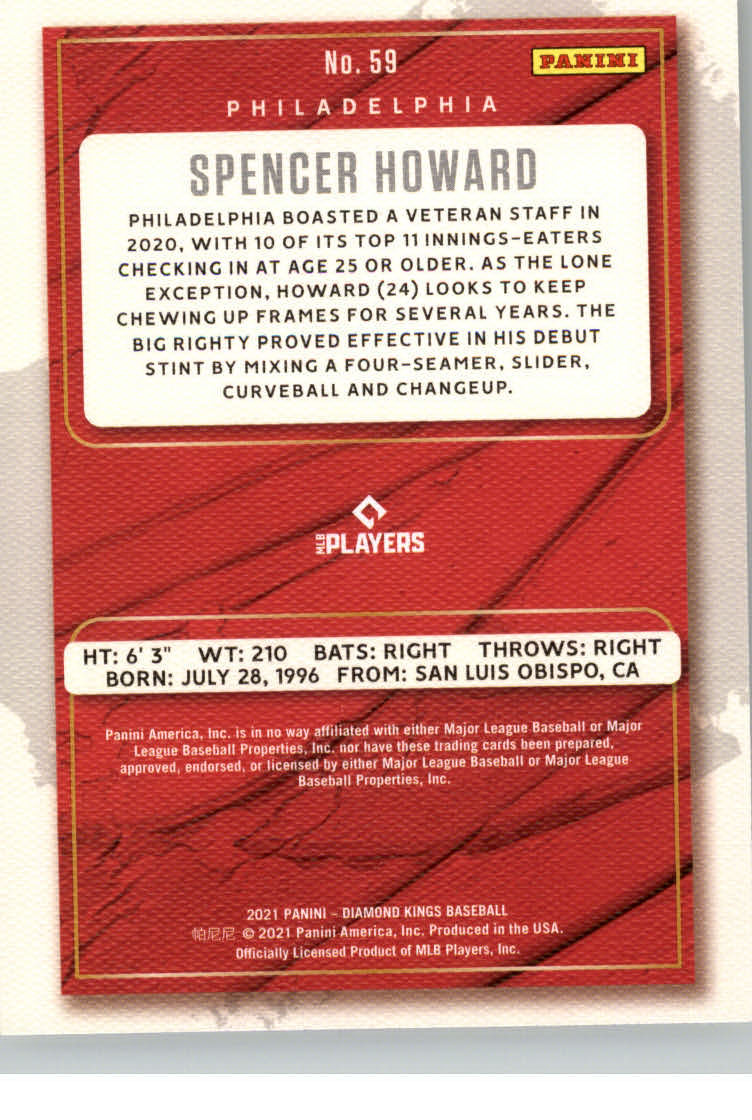 No. 59
PANINI
PHILADELPHIA
SPENCER HOWARD
PHILADELPHIA BOASTED A VETERAN STAFF IN
2020, WITH 10 OF ITS TOP 11 INNINGS-EATERS
CHECKING IN AT AGE 25 OR OLDER. AS THE LONE
EXCEPTION, HOWARD (24) LOOKS TO KEEP
CHEWING UP FRAMES FOR SEVERAL YEARS. THE
BIG RIGHTY PROVED EFFECTIVE IN HIS DEBUT
STINT BY MIXING A FOUR-SEAMER, SLIDER,
CURVEBALL AND CHANGEUP.
MLB PLAYERS
HT: 6' 3" WT: 210 BATS: RIGHT THROWS: RIGHT
BORN: JULY 28, 1996 FROM: SAN LUIS OBISPO, CA
Panini America, Inc. is in no way affiliated with either Major League Baseball or Major
League Baseball Properties, Inc. nor have these trading cards been prepared,
approved, endorsed, or licensed by either Major League Baseball or Major League
Baseball Properties, Inc.
2021 PANINI – DIAMOND KINGS BASEBALL
帕尼尼 © 2021 Panini America, Inc. Produced in the USA.
Officially Licensed Product of MLB Players, Inc.